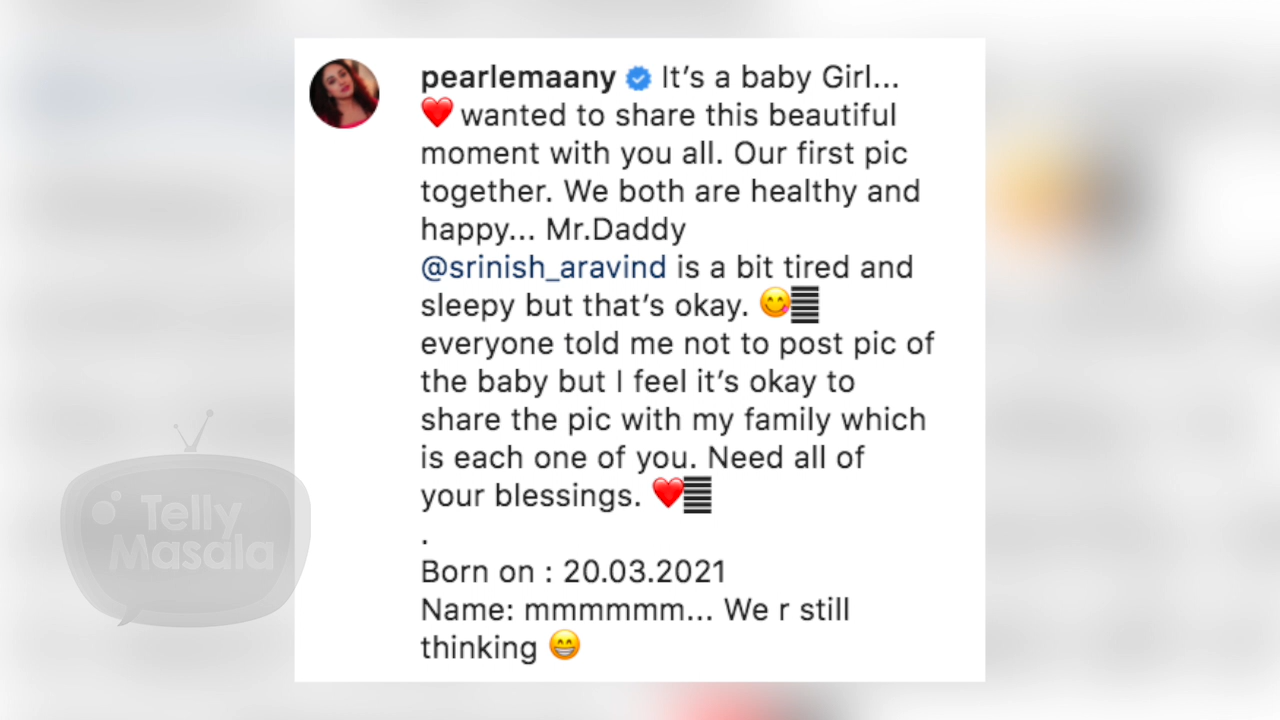 pearlemaany It’s a baby Girl...
❤️ wanted to share this beautiful
moment with you all. Our first pic
together. We both are healthy and
happy... Mr.Daddy
@srinish_aravind is a bit tired and
sleepy but that’s okay. 😋
everyone told me not to post pic of
the baby but I feel it’s okay to
share the pic with my family which
is each one of you. Need all of
your blessings. ❤️
.
Born on : 20.03.2021
Name: mmmmmm... We r still
thinking 😁
Telly
Masala